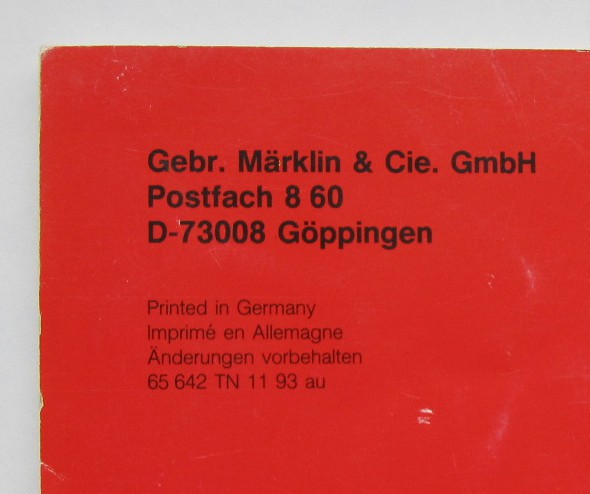 Gebr. Märklin & Cie. GmbH
Postfach 8 60
D-73008 Göppingen
Printed in Germany
Imprimé en Allemagne
Änderungen vorbehalten
65 642 TN 11 93 au